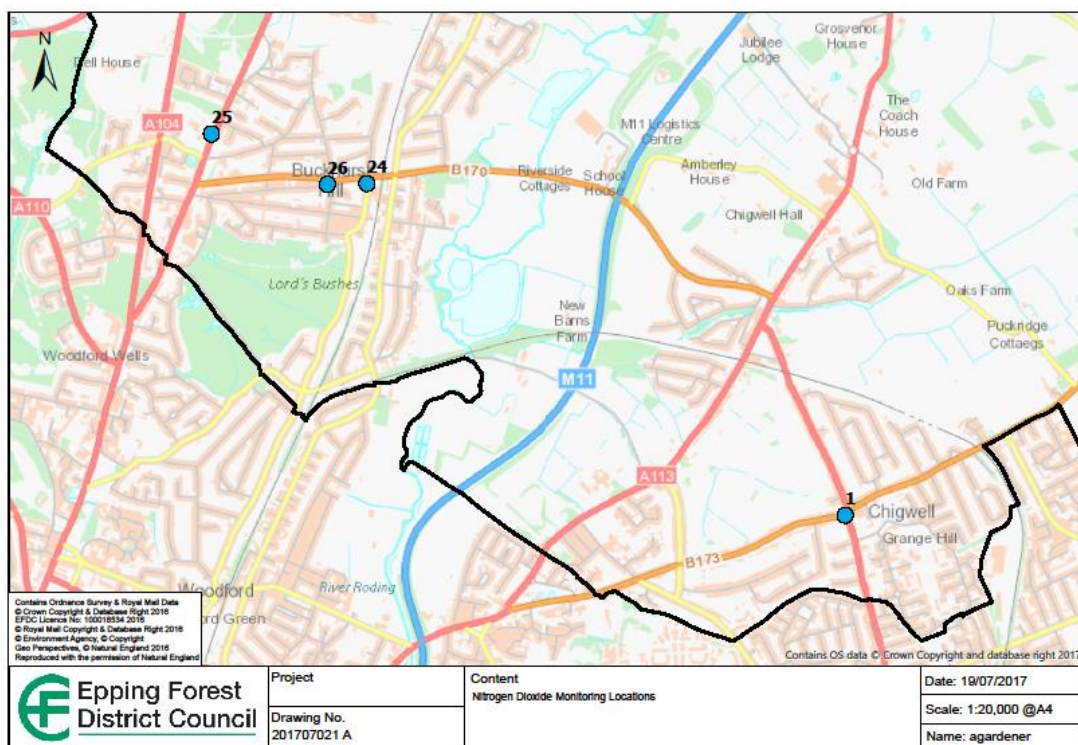 N
Bell House
Grosvenor
House
Jubilee
Lodge
The
Coach
House
A104
25
M11 Logistics
Centre
26
24
B170
Riverside
Cottages
School
House
Amberley
House
Old Farm
A110
Chigwell Hall
Lord's Bushes
New
Barns
Farm
Oaks Farm
Puckridge
Cottaegs
Woodford Wells
M11
A113
1
Chigwell
Grange Hill
B173
River Roding
Woodford
ord Green
Contains Ordnance Survey & Royal Mail Data
© Crown Copyright & Database Right 2016
EFDC Licence No: 100018534 2016
© Royal Mail Copyright & Database Right 2016
© Environment Agency, © Copyright
Geo Perspectives, © Natural England 2016
Reproduced with the permission of Natural England
Contains OS data © Crown Copyright and database right 2017
Epping Forest
District Council
Project
Drawing No.
201707021 A
Content
Nitrogen Dioxide Monitoring Locations
Date: 19/07/2017
Scale: 1:20,000 @A4
Name: agardener